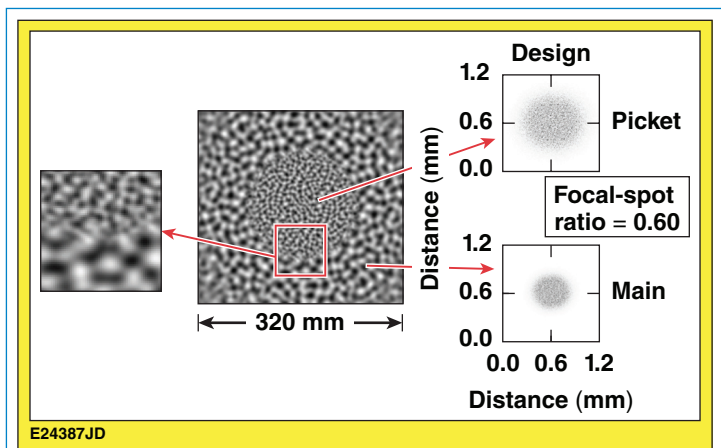 Design
1.2
0.6
0.0
Picket
Distance (mm)
Focal-spot
ratio = 0.60
1.2
0.6
0.0
Main
0.0 0.6 1.2
Distance (mm)
320 mm
E24387JD